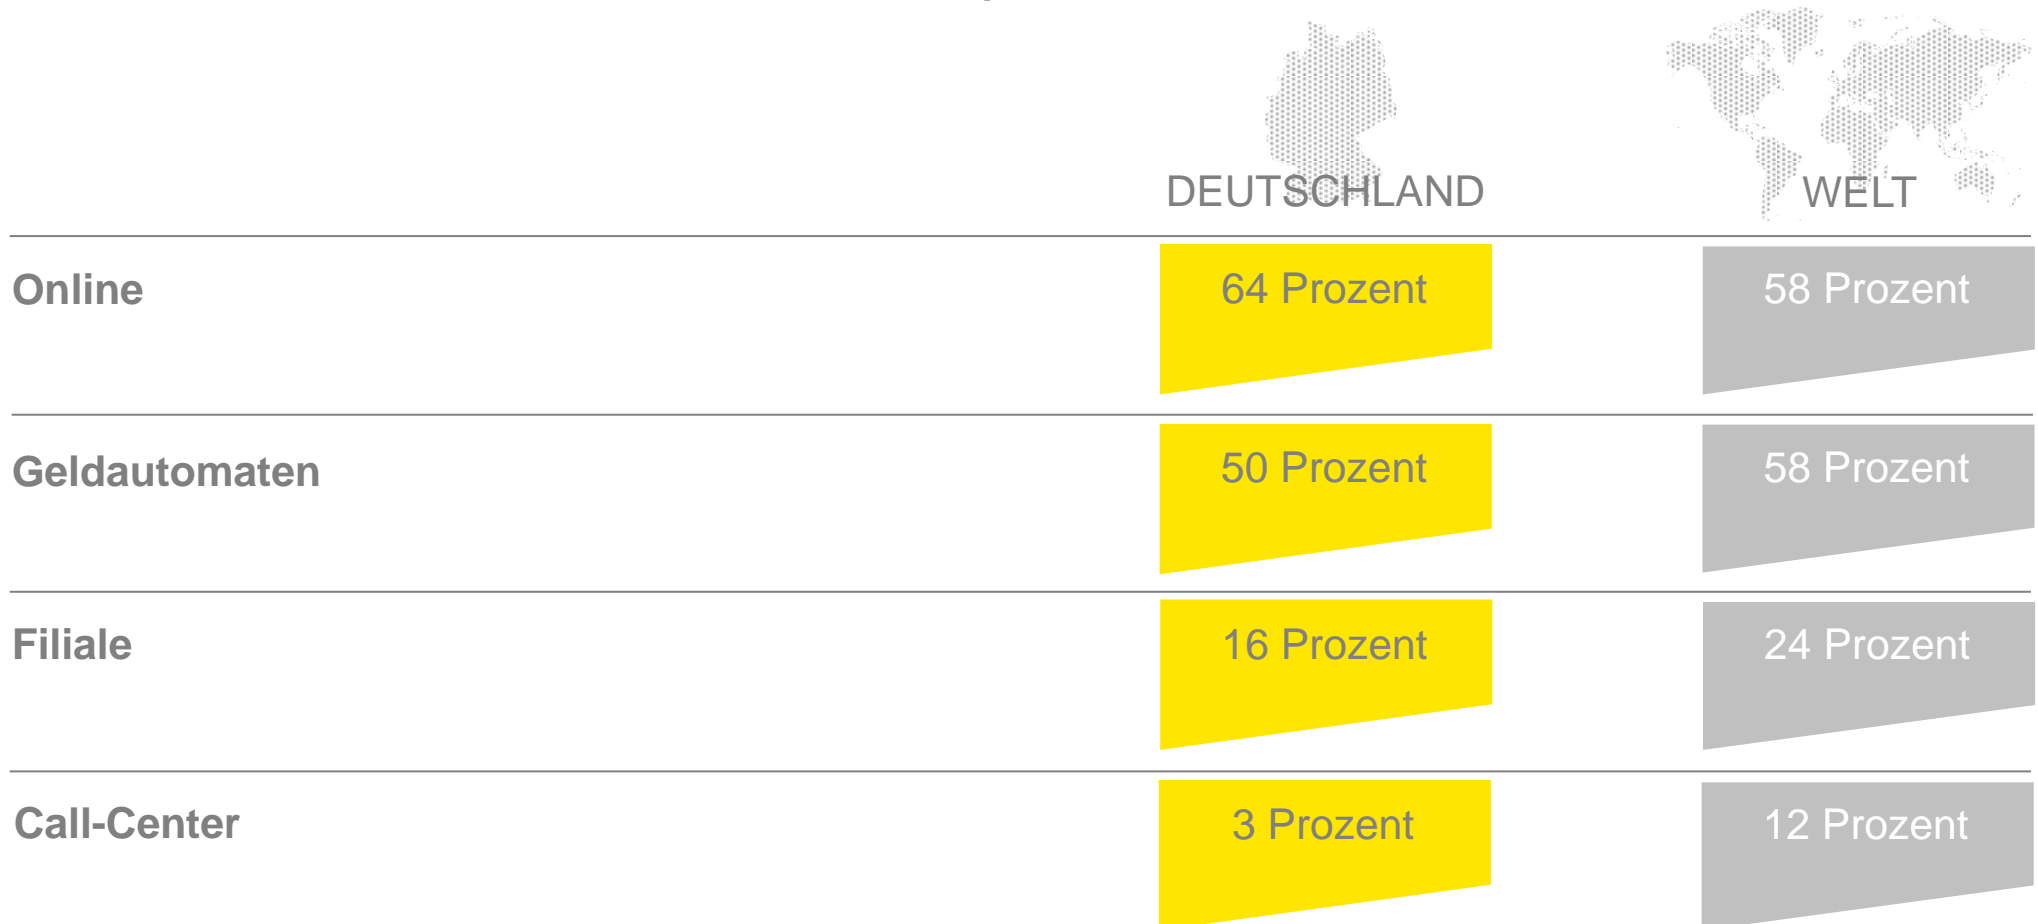 DEUTSCHLAND WELT
Online 64 Prozent 58 Prozent
Geldautomaten 50 Prozent 58 Prozent
Filiale 16 Prozent 24 Prozent
Call-Center 3 Prozent 12 Prozent